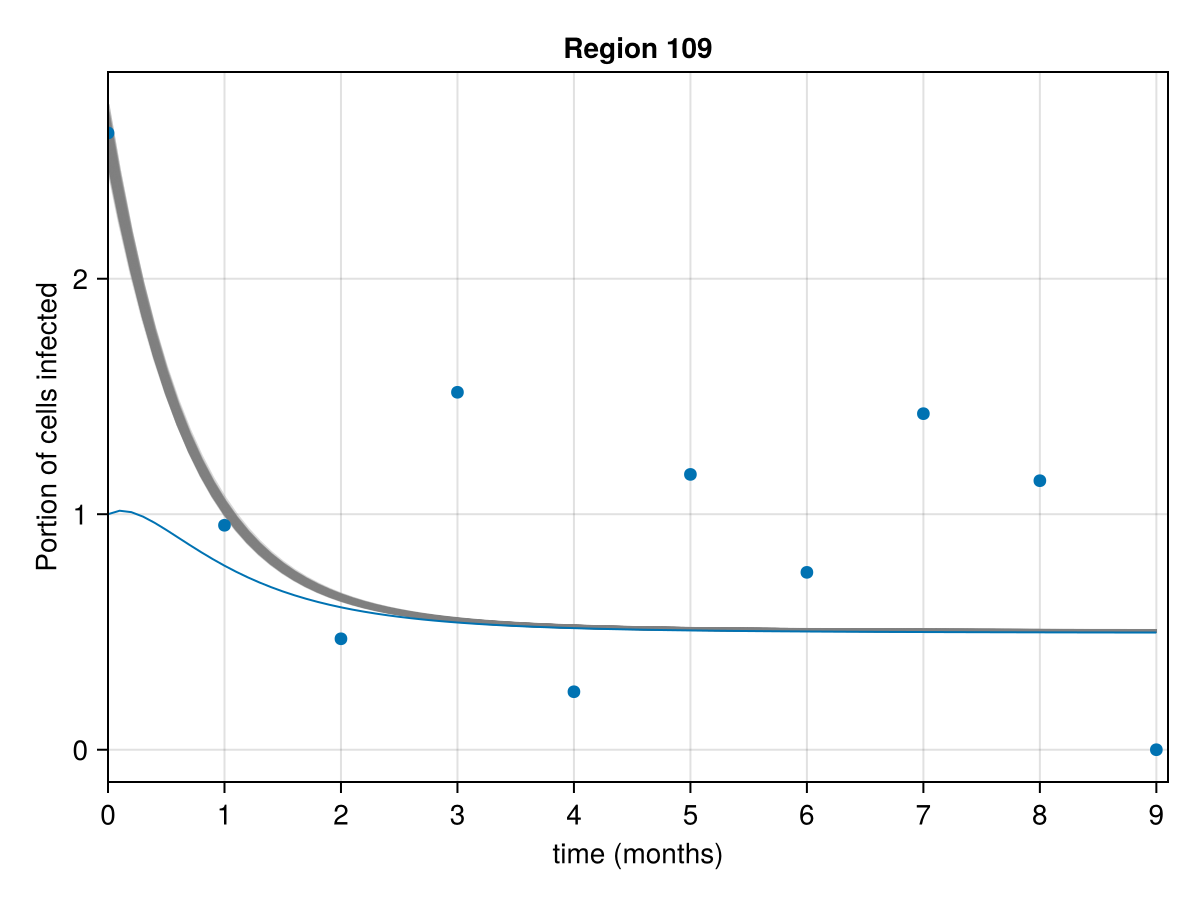 Region 109
Portion of cells infected
2
1
0
0 1 2 3 4 5 6 7 8 9
time (months)